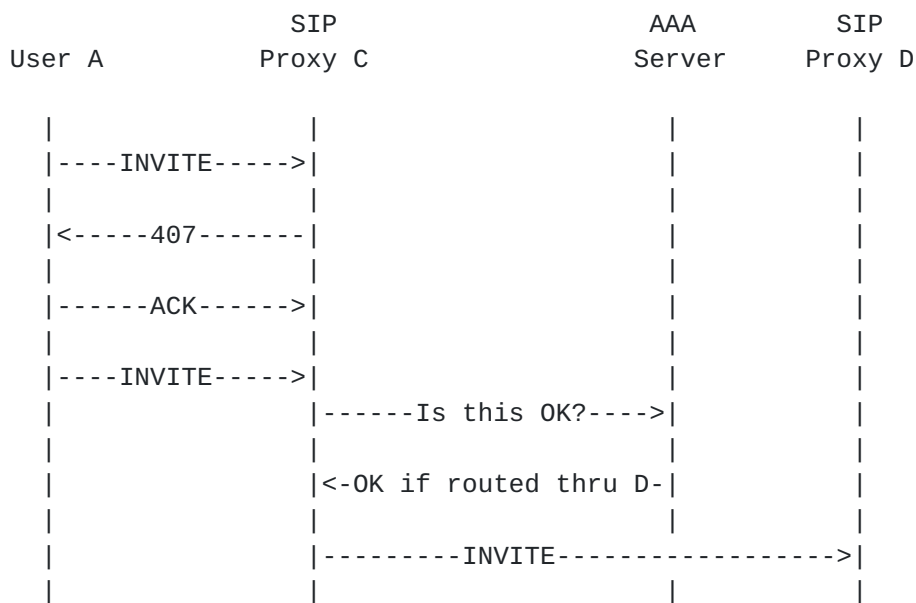 SIP                    AAA        SIP
User A         Proxy C                 Server     Proxy D

  |                |                      |           |
  |----INVITE----->|                      |           |
  |                |                      |           |
  |<-----407-------|                      |           |
  |                |                      |           |
  |------ACK------>|                      |           |
  |                |                      |           |
  |----INVITE----->|                      |           |
  |                |------Is this OK?---->|           |
  |                |                      |           |
  |                |<-OK if routed thru D-|           |
  |                |                      |           |
  |                |---------INVITE----------------->|
  |                |                      |           |